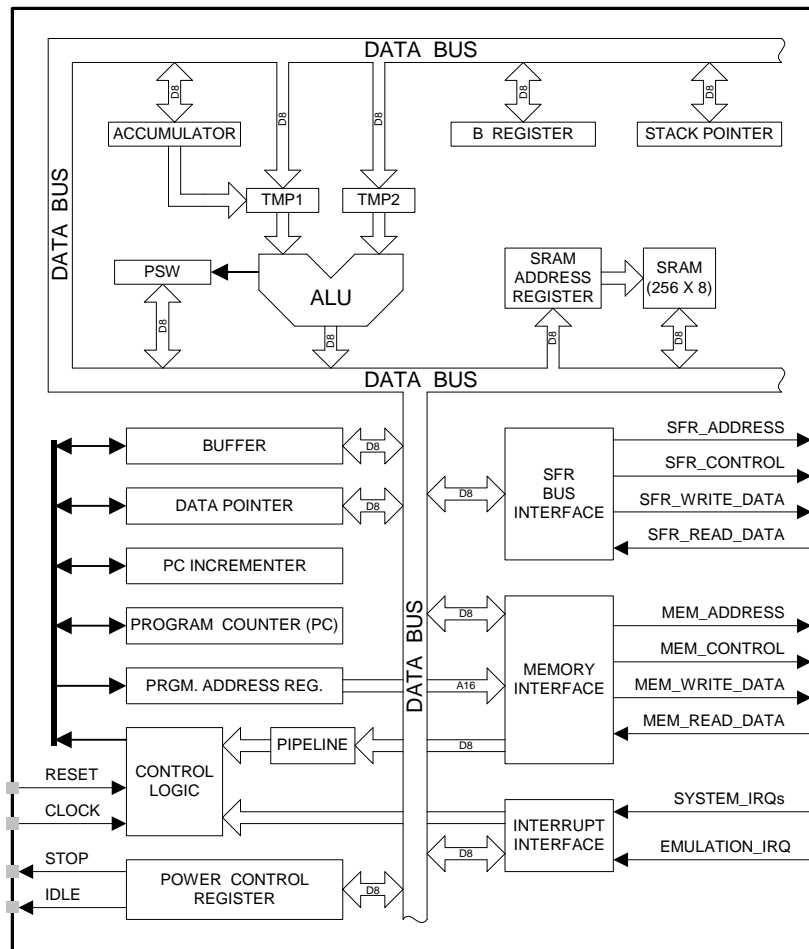 DATA BUS
D8
D8
D8
D8
D8
ACCUMULATOR
B REGISTER
STACK POINTER
DATA BUS
TMP1
TMP2
PSW
ALU
SRAM
ADDRESS
REGISTER
SRAM
(256 X 8)
D8
D8
D8
D8
DATA BUS
BUFFER
D8
DATA POINTER
D8
PC INCREMENTER
PROGRAM COUNTER (PC)
PRGM. ADDRESS REG.
A16
DATA BUS
D8
SFR
BUS
INTERFACE
SFR_ADDRESS
SFR_CONTROL
SFR_WRITE_DATA
SFR_READ_DATA
D8
MEMORY
INTERFACE
MEM_ADDRESS
MEM_CONTROL
MEM_WRITE_DATA
MEM_READ_DATA
CONTROL
LOGIC
PIPELINE
D8
RESET
CLOCK
INTERRUPT
INTERFACE
SYSTEM_IRQs
EMULATION_IRQ
D8
STOP
IDLE
POWER CONTROL
REGISTER
D8